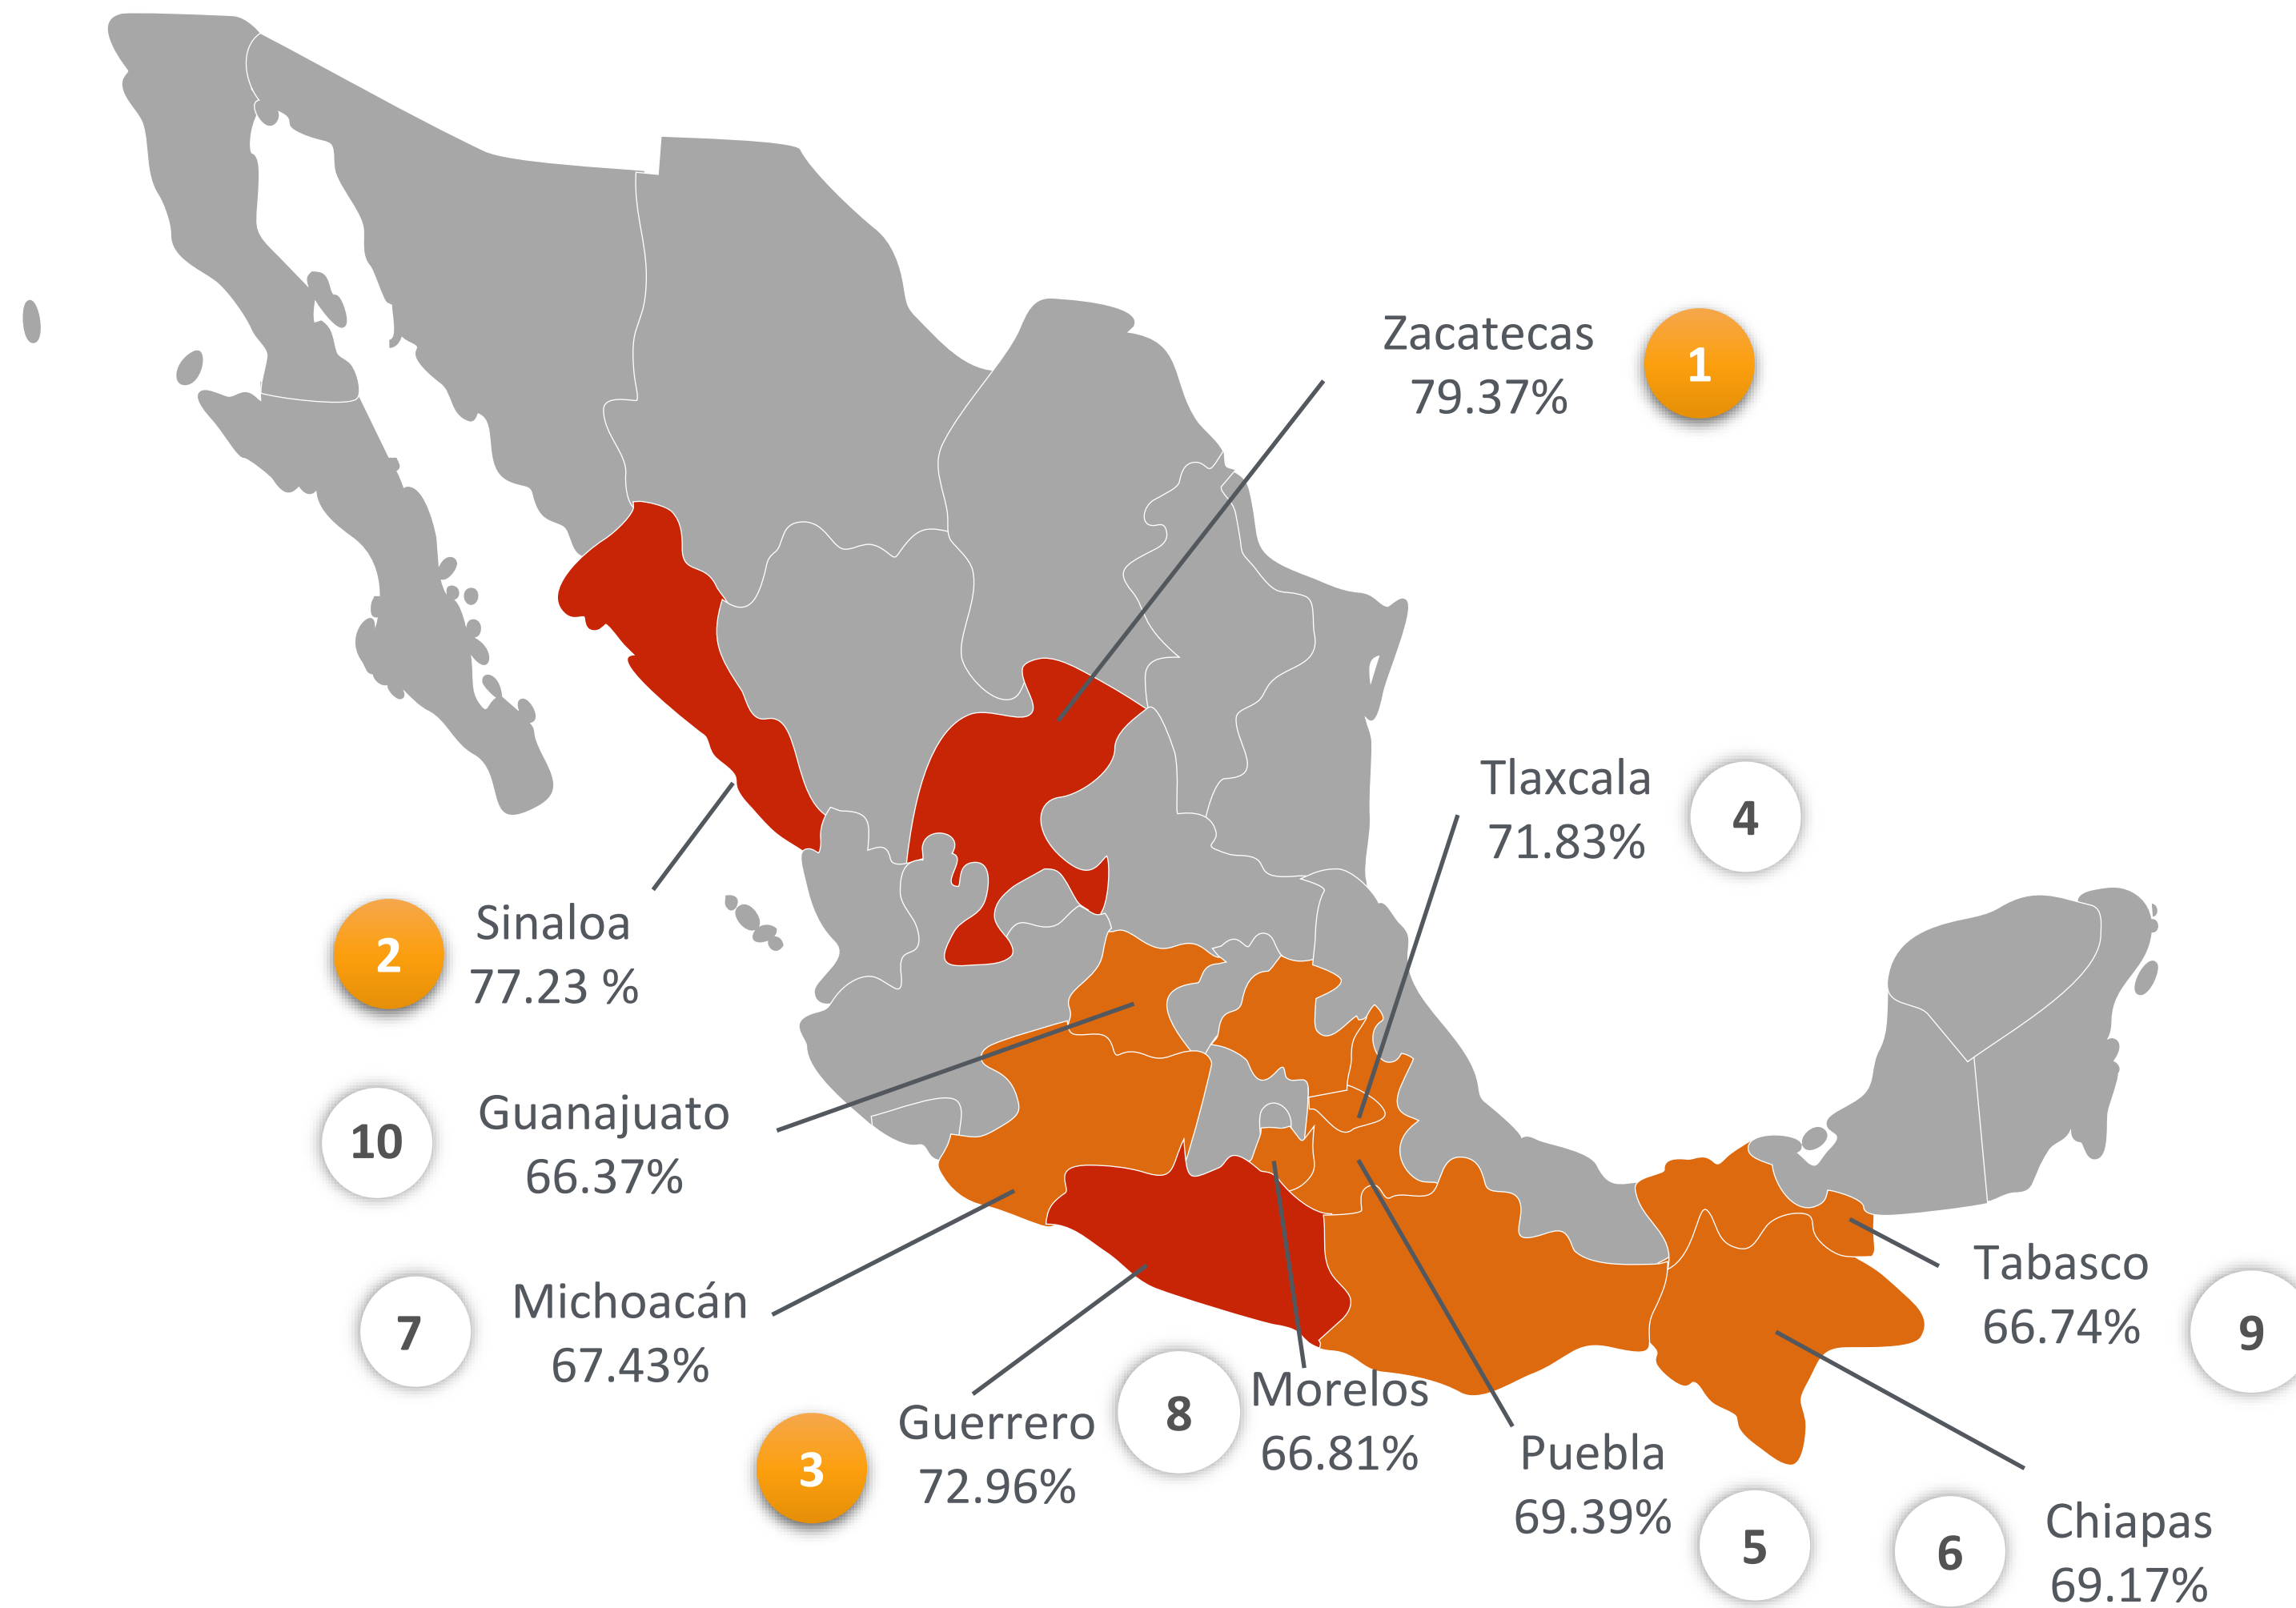 Zacatecas
79.37%
1
Tlaxcala
71.83%
4
2
Sinaloa
77.23 %
10
Guanajuato
66.37%
7
Michoacán
67.43%
3
Guerrero
72.96%
8
Morelos
66.81%
Puebla
69.39%
5
Tabasco
66.74%
9
6
Chiapas
69.17%